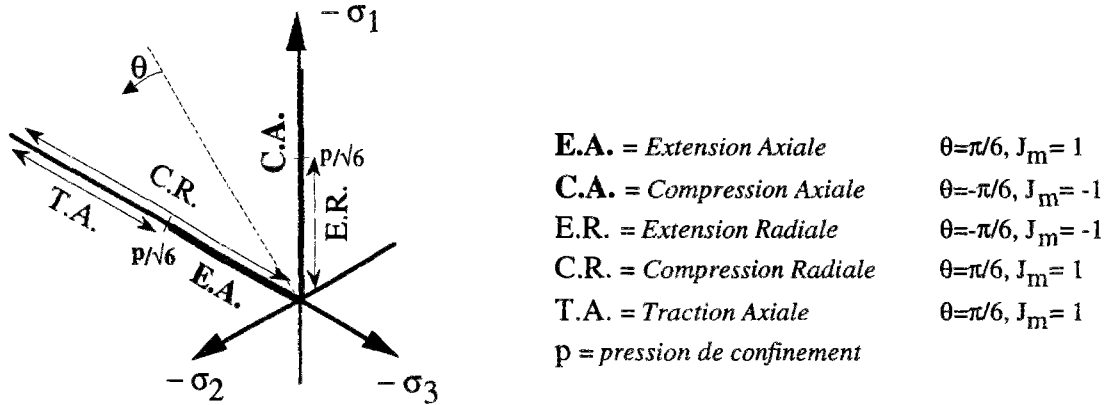 − σ₁
θ
C.A.
p/√6
E.R.
C.R.
T.A.
p/√6
E.A.
− σ₂
− σ₃
E.A. = Extension Axiale θ=π/6, Jm= 1
C.A. = Compression Axiale θ=-π/6, Jm= -1
E.R. = Extension Radiale θ=-π/6, Jm= -1
C.R. = Compression Radiale θ=π/6, Jm= 1
T.A. = Traction Axiale θ=π/6, Jm= 1
p = pression de confinement